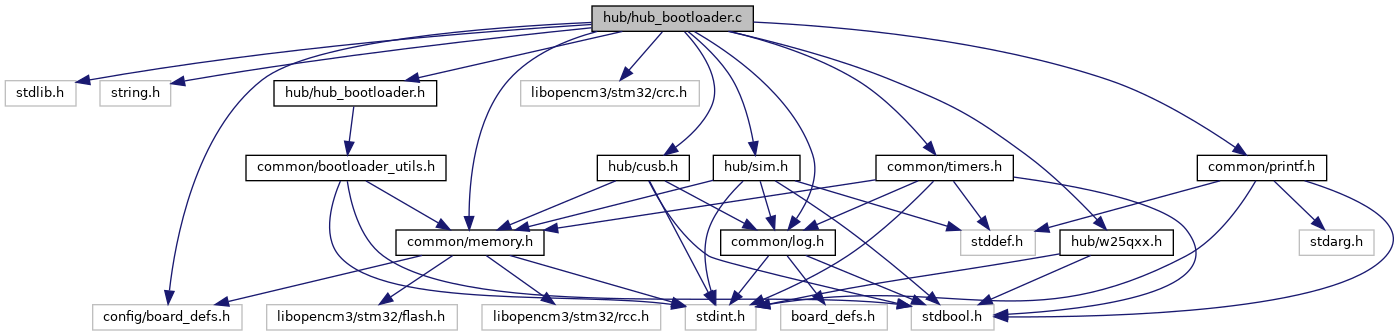 hub/hub_bootloader.c
stdlib.h
string.h
hub/hub_bootloader.h
libopencm3/stm32/crc.h
common/bootloader_utils.h
hub/cusb.h
hub/sim.h
common/timers.h
common/printf.h
common/memory.h
common/log.h
stddef.h
hub/w25qxx.h
stdarg.h
config/board_defs.h
libopencm3/stm32/flash.h
libopencm3/stm32/rcc.h
stdint.h
board_defs.h
stdbool.h